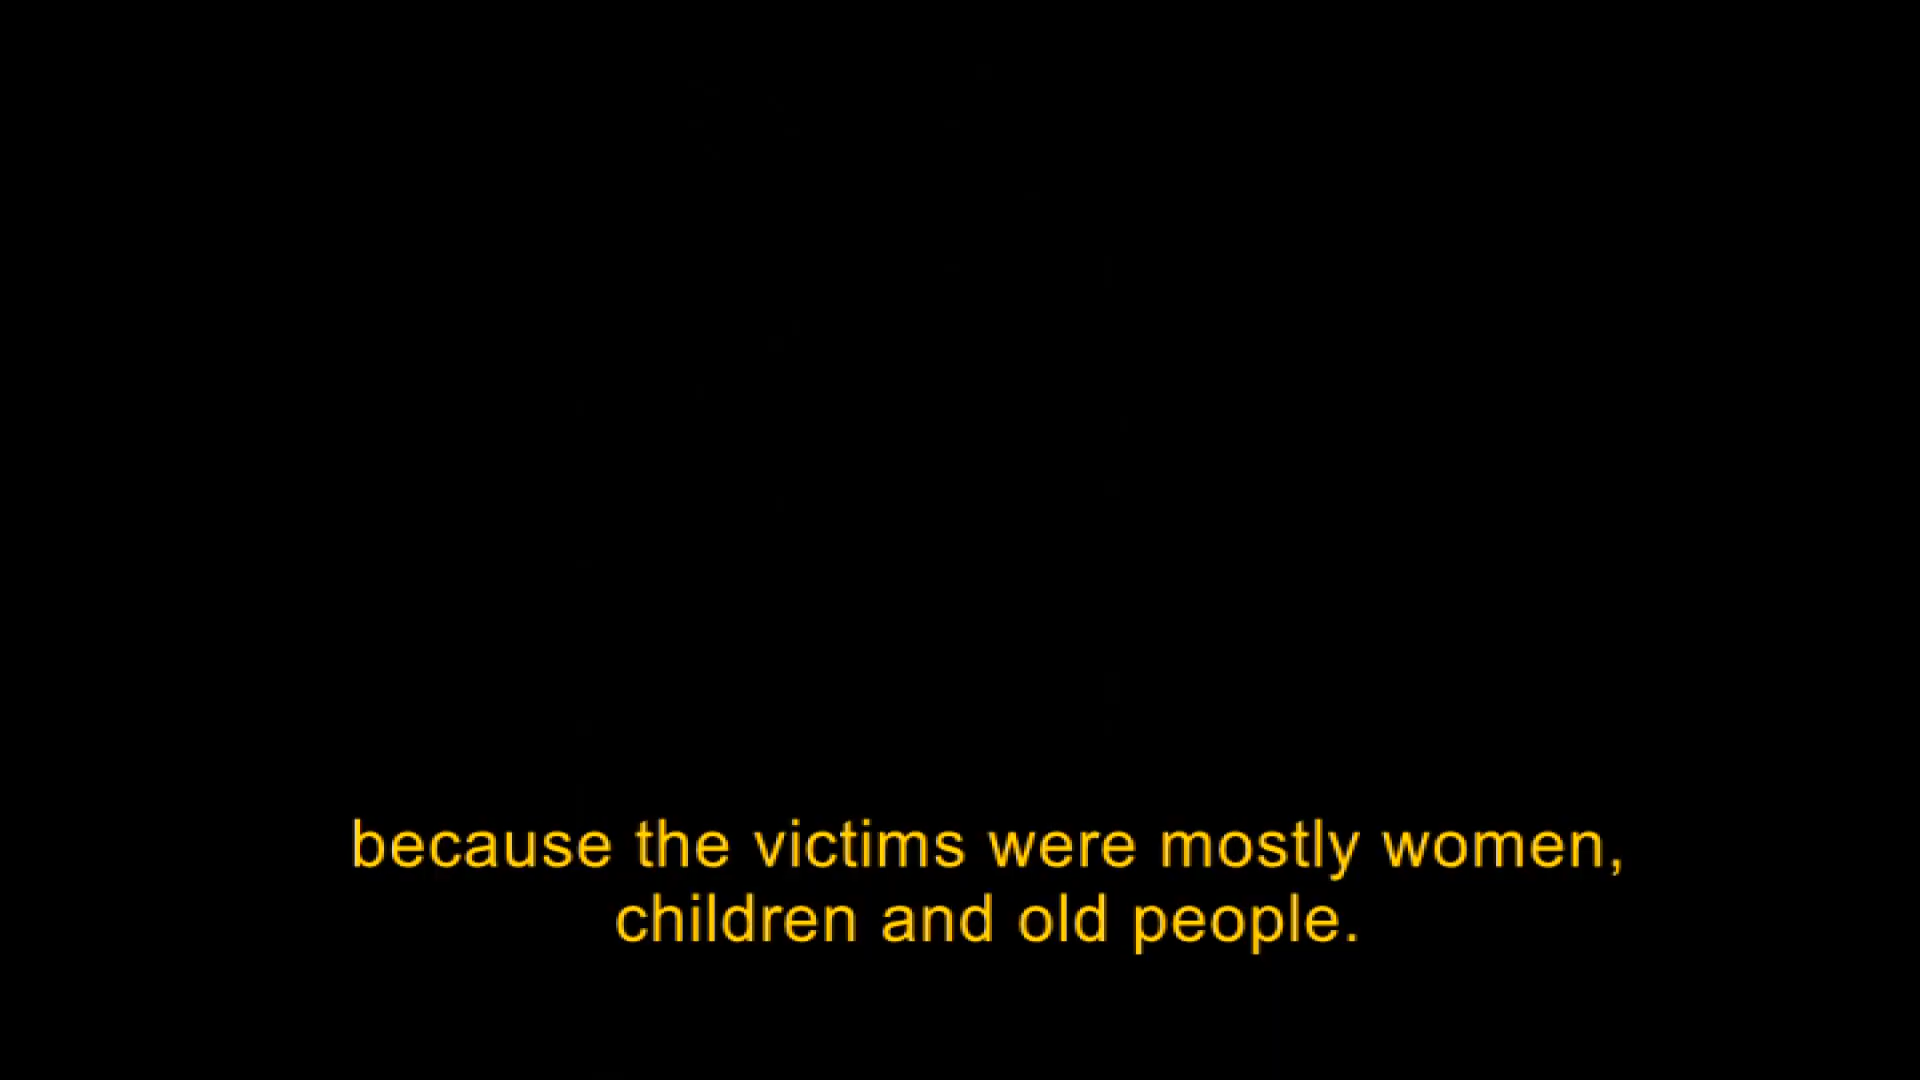 because the victims were mostly women,
children and old people.